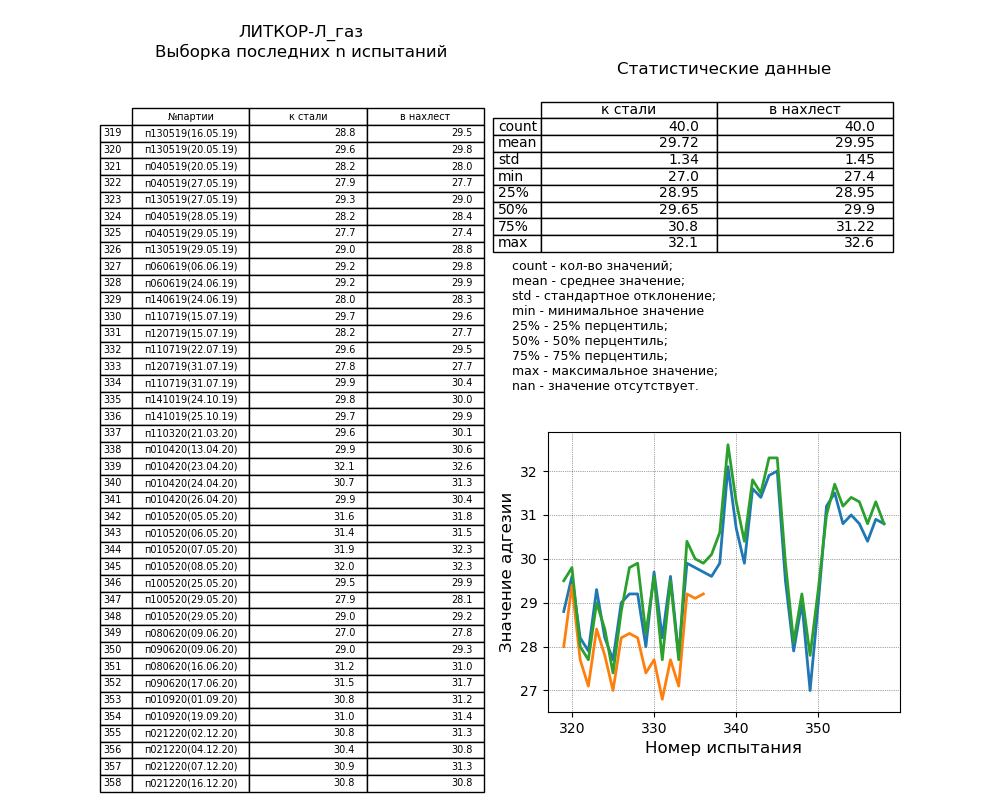 ЛИТКОР-Л_газ
Выборка последних n испытаний
№партии к стали в нахлест
319 п130519(16.05.19) 28.8 29.5
320 п130519(20.05.19) 29.6 29.8
321 п040519(20.05.19) 28.2 28.0
322 п040519(27.05.19) 27.9 27.7
323 п130519(27.05.19) 29.3 29.0
324 п040519(28.05.19) 28.2 28.4
325 п040519(29.05.19) 27.7 27.4
326 п130519(29.05.19) 29.0 28.8
327 п060619(06.06.19) 29.2 29.8
328 п060619(24.06.19) 29.2 29.9
329 п140619(24.06.19) 28.0 28.3
330 п110719(15.07.19) 29.7 29.6
331 п120719(15.07.19) 28.2 27.7
332 п110719(22.07.19) 29.6 29.5
333 п120719(31.07.19) 27.8 27.7
334 п110719(31.07.19) 29.9 30.4
335 п141019(24.10.19) 29.8 30.0
336 п141019(25.10.19) 29.7 29.9
337 п110320(21.03.20) 29.6 30.1
338 п010420(13.04.20) 29.9 30.6
339 п010420(23.04.20) 32.1 32.6
340 п010420(24.04.20) 30.7 31.3
341 п010420(26.04.20) 29.9 30.4
342 п010520(05.05.20) 31.6 31.8
343 п010520(06.05.20) 31.4 31.5
344 п010520(07.05.20) 31.9 32.3
345 п010520(08.05.20) 32.0 32.3
346 п100520(25.05.20) 29.5 29.9
347 п100520(29.05.20) 27.9 28.1
348 п010520(29.05.20) 29.0 29.2
349 п080620(09.06.20) 27.0 27.8
350 п090620(09.06.20) 29.0 29.3
351 п080620(16.06.20) 31.2 31.0
352 п090620(17.06.20) 31.5 31.7
353 п010920(01.09.20) 30.8 31.2
354 п010920(19.09.20) 31.0 31.4
355 п021220(02.12.20) 30.8 31.3
356 п021220(04.12.20) 30.4 30.8
357 п021220(07.12.20) 30.9 31.3
358 п021220(16.12.20) 30.8 30.8
Статистические данные
к стали в нахлест
count 40.0 40.0
mean 29.72 29.95
std 1.34 1.45
min 27.0 27.4
25% 28.95 28.95
50% 29.65 29.9
75% 30.8 31.22
max 32.1 32.6
count - кол-во значений;
mean - среднее значение;
std - стандартное отклонение;
min - минимальное значение
25% - 25% перцентиль;
50% - 50% перцентиль;
75% - 75% перцентиль;
max - максимальное значение;
nan - значение отсутствует.
Значение адгезии
32
31
30
29
28
27
320 330 340 350
Номер испытания